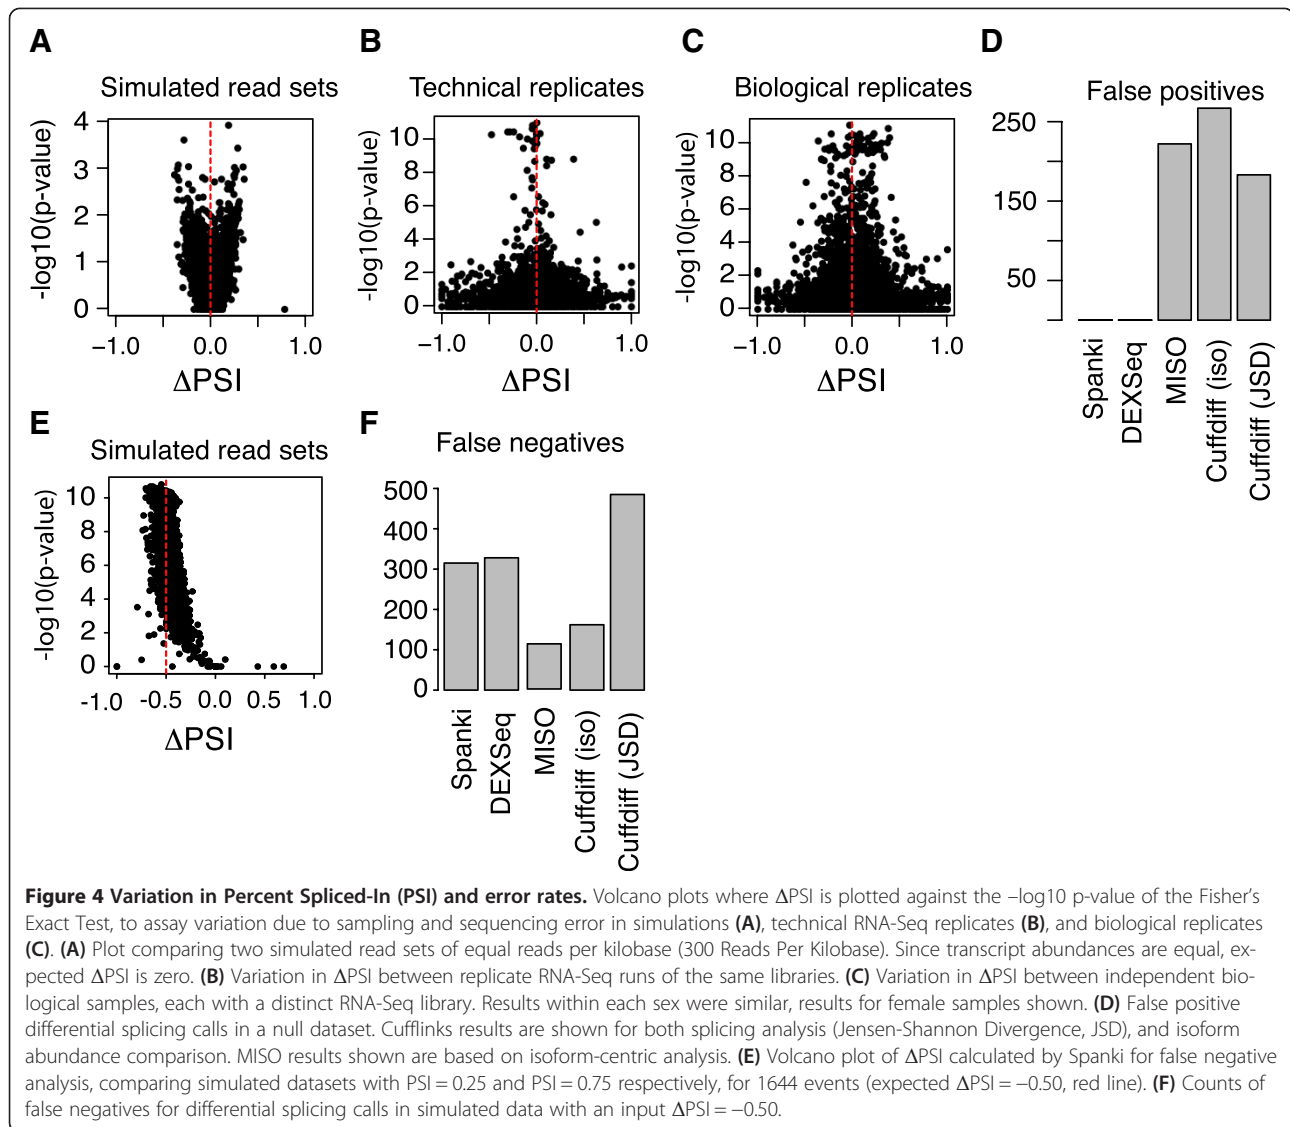 A
B
C
D
Simulated read sets
Technical replicates
Biological replicates
False positives
-log10(p-value)
4
3
2
1
0
−1.0
0.0
1.0
ΔPSI
-log10(p-value)
10
8
6
4
2
0
−1.0
0.0
1.0
ΔPSI
-log10(p-value)
10
8
6
4
2
0
−1.0
0.0
1.0
ΔPSI
250
150
50
Spanki
DEXSeq
MISO
Cuffdiff (iso)
Cuffdiff (JSD)
E
F
Simulated read sets
False negatives
-log10(p-value)
10
8
6
4
2
0
-1.0
-0.5
0.0
0.5
1.0
ΔPSI
500
400
300
200
100
0
Spanki
DEXSeq
MISO
Cuffdiff (iso)
Cuffdiff (JSD)
Figure 4 Variation in Percent Spliced-In (PSI) and error rates. Volcano plots where ΔPSI is plotted against the –log10 p-value of the Fisher's
Exact Test, to assay variation due to sampling and sequencing error in simulations (A), technical RNA-Seq replicates (B), and biological replicates
(C). (A) Plot comparing two simulated read sets of equal reads per kilobase (300 Reads Per Kilobase). Since transcript abundances are equal, ex-
pected ΔPSI is zero. (B) Variation in ΔPSI between replicate RNA-Seq runs of the same libraries. (C) Variation in ΔPSI between independent bio-
logical samples, each with a distinct RNA-Seq library. Results within each sex were similar, results for female samples shown. (D) False positive
differential splicing calls in a null dataset. Cufflinks results are shown for both splicing analysis (Jensen-Shannon Divergence, JSD), and isoform
abundance comparison. MISO results shown are based on isoform-centric analysis. (E) Volcano plot of ΔPSI calculated by Spanki for false negative
analysis, comparing simulated datasets with PSI = 0.25 and PSI = 0.75 respectively, for 1644 events (expected ΔPSI = −0.50, red line). (F) Counts of
false negatives for differential splicing calls in simulated data with an input ΔPSI = −0.50.